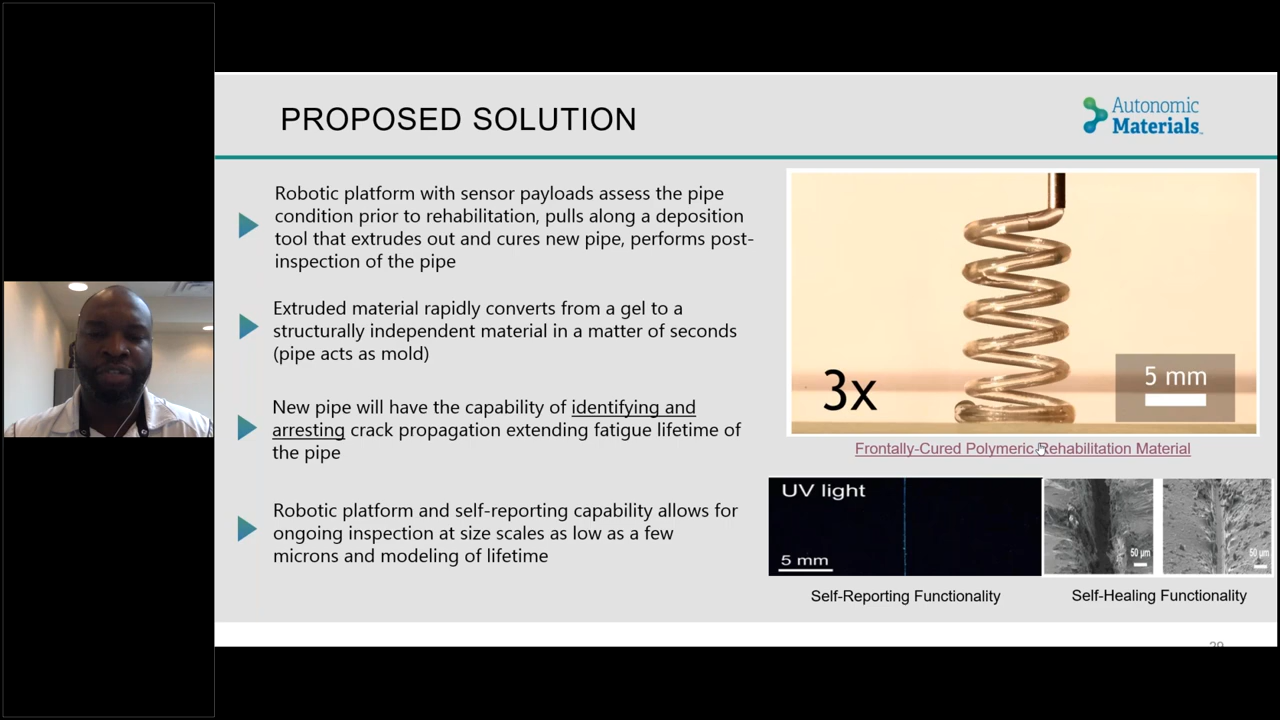 PROPOSED SOLUTION
Autonomic
Materials
Robotic platform with sensor payloads assess the pipe
condition prior to rehabilitation, pulls along a deposition
tool that extrudes out and cures new pipe, performs post-
inspection of the pipe
Extruded material rapidly converts from a gel to a
structurally independent material in a matter of seconds
(pipe acts as mold)
New pipe will have the capability of identifying and
arresting crack propagation extending fatigue lifetime of
the pipe
Robotic platform and self-reporting capability allows for
ongoing inspection at size scales as low as a few
microns and modeling of lifetime
3x
5 mm
Frontally-Cured Polymeric Rehabilitation Material
UV light
5 mm
50 µm
50 µm
Self-Reporting Functionality
Self-Healing Functionality